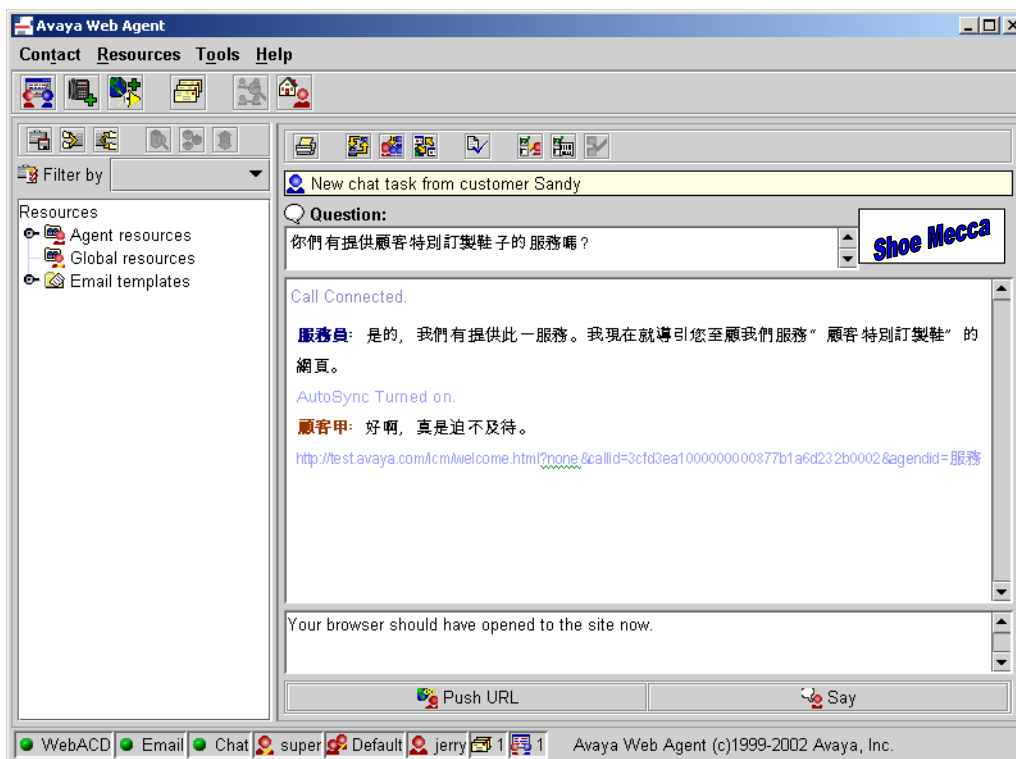 Avaya Web Agent
Contact Resources Tools Help
Filter by
Resources
Agent resources
Global resources
Email templates
New chat task from customer Sandy
Question:
你們有提供顧客特別訂製鞋子的服務嗎?
Shoe Mecca
Call Connected.
服務員: 是的, 我們有提供此一服務。我現在就導引您至顧我們服務“ 顧客特別訂製鞋” 的
網頁。
AutoSync Turned on.
顧客甲: 好啊, 真是迫不及待。
http://test.avaya.com/icm/welcome.html?none&callid=3cfd3ea1000000000877b1a6d232b0002&agendid=服務
Your browser should have opened to the site now.
Push URL Say
WebACD Email Chat super Default jerry 1 1 Avaya Web Agent (c)1999-2002 Avaya, Inc.